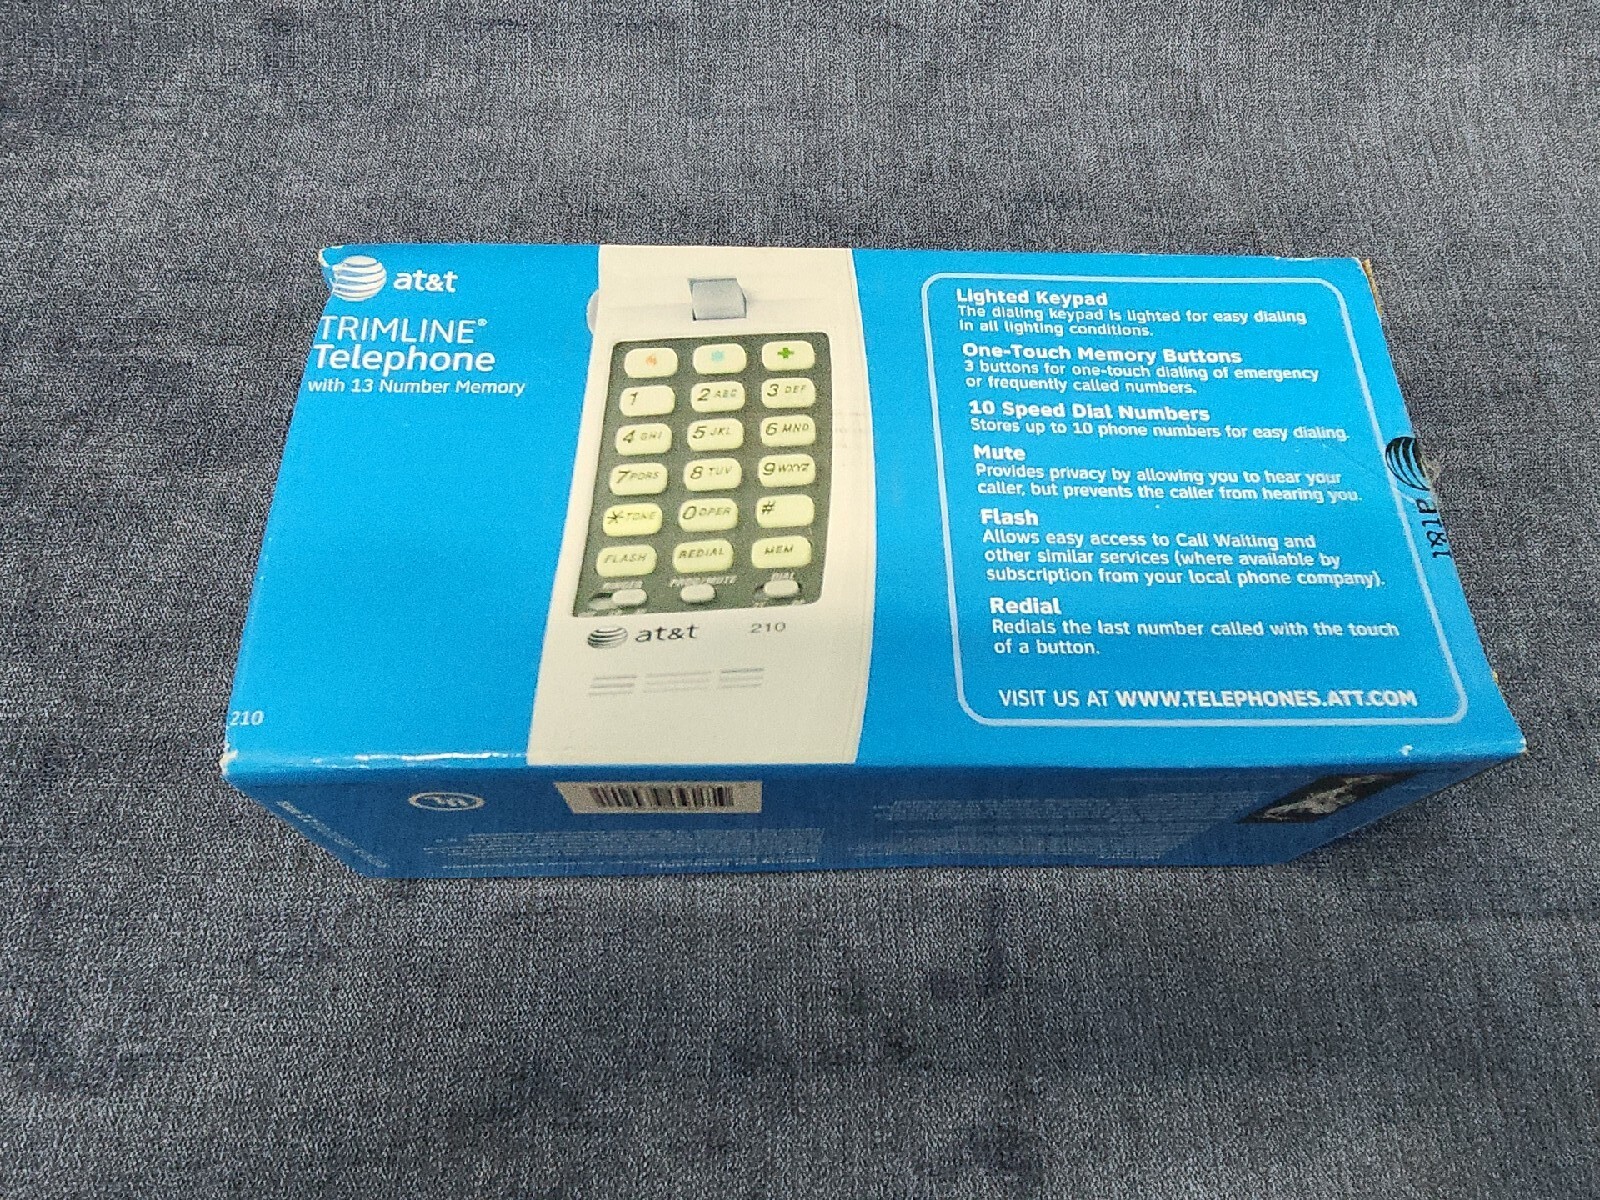 at&t
TRIMLINE®
Telephone
with 13 Number Memory
210
1
2 ABC
3 DEF
4 GHI
5 JKL
6 MNO
7 PQRS
8 TUV
9 WXYZ
* TONE
0 OPER
#
FLASH
REDIAL
MEM
RINGER
PROG/MUTE
DIAL
at&t 210
Lighted Keypad
The dialing keypad is lighted for easy dialing
in all lighting conditions.
One-Touch Memory Buttons
3 buttons for one-touch dialing of emergency
or frequently called numbers.
10 Speed Dial Numbers
Stores up to 10 phone numbers for easy dialing.
Mute
Provides privacy by allowing you to hear your
caller, but prevents the caller from hearing you.
Flash
Allows easy access to Call Waiting and
other similar services (where available by
subscription from your local phone company).
Redial
Redials the last number called with the touch
of a button.
VISIT US AT WWW.TELEPHONES.ATT.COM
at&t
UL